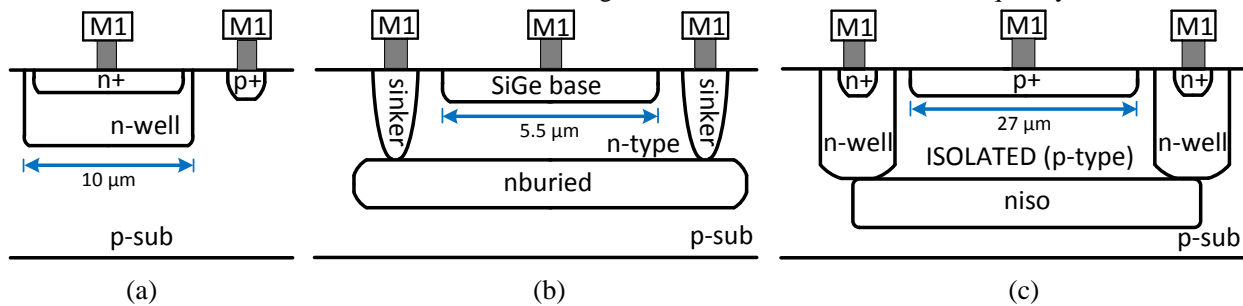 M1 M1 M1 M1 M1 M1 M1 M1
n+ p+ sinker SiGe base sinker n+ p+ n+
n-well 5.5 µm n-type n-well 27 µm n-well
10 µm nburied ISOLATED (p-type)
niso
p-sub p-sub p-sub
(a) (b) (c)